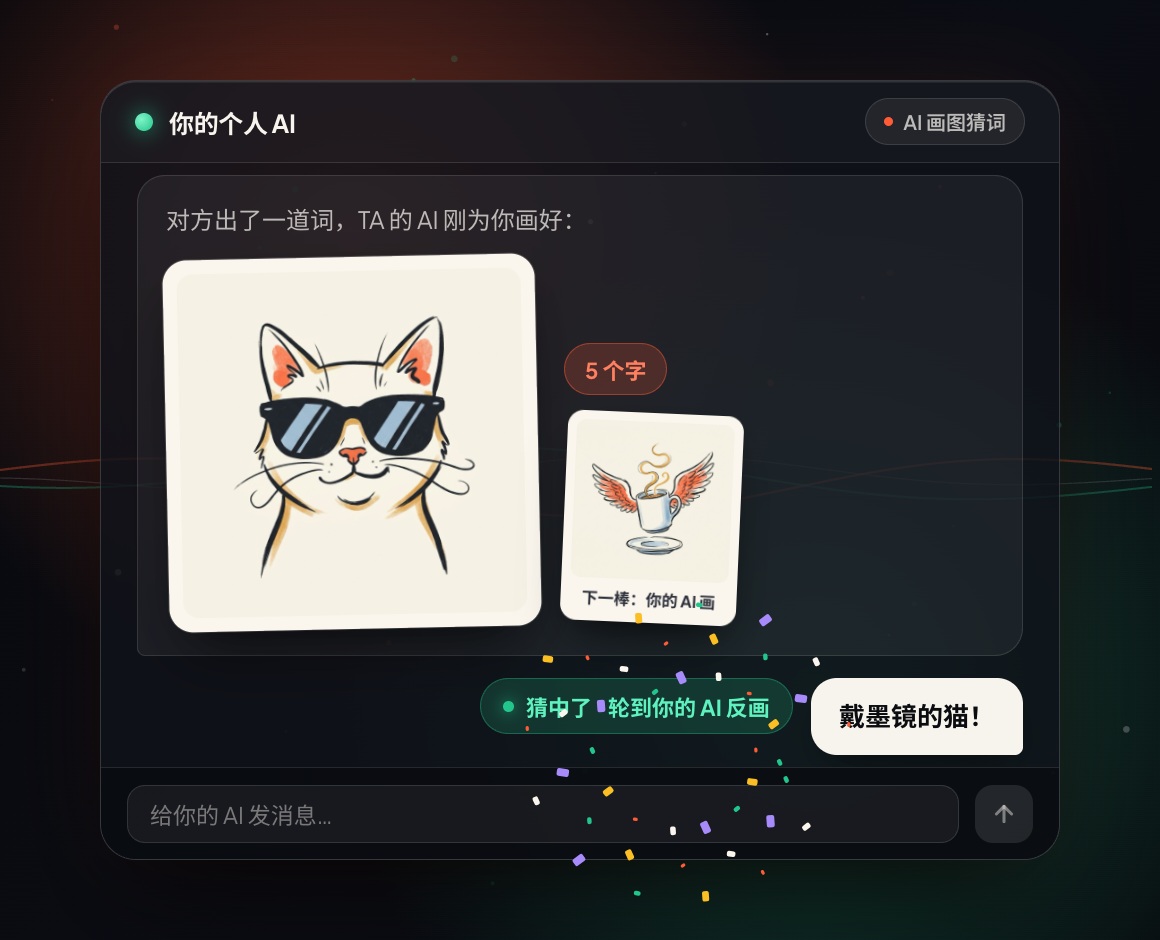 你的个人 AI
AI 画图猜词
对方出了一道词，TA 的 AI 刚为你画好：
5 个字
下一棒：你的 AI 画
猜中了 轮到你的 AI 反画
戴墨镜的猫！
给你的 AI 发消息...